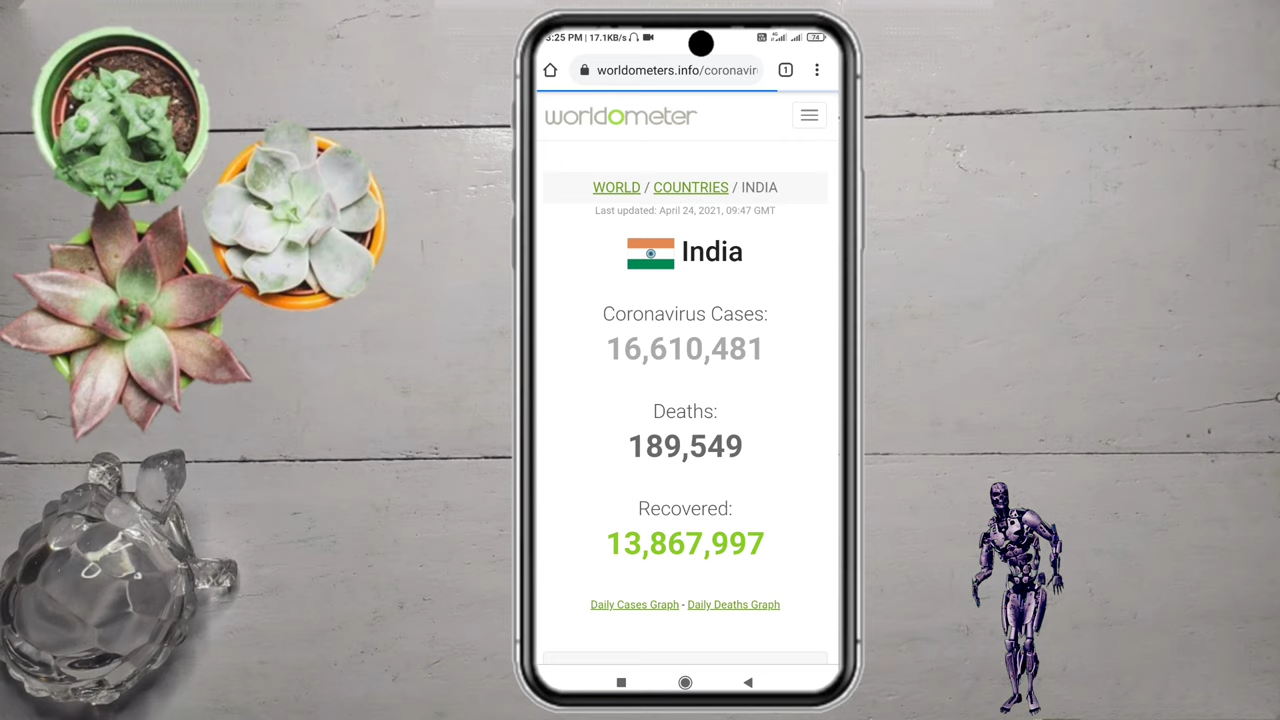 3:25 PM | 17.1KB/s
4G
74
worldometers.info/coronavir
1
worldometer
WORLD / COUNTRIES / INDIA
Last updated: April 24, 2021, 09:47 GMT
India
Coronavirus Cases:
16,610,481
Deaths:
189,549
Recovered:
13,867,997
Daily Cases Graph - Daily Deaths Graph